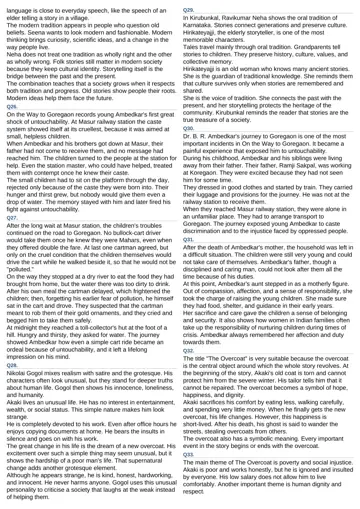 language is close to everyday speech, like the speech of an
elder telling a story in a village.
The modern tradition appears in people who question old
beliefs. Seena wants to look modern and fashionable. Modern
thinking brings curiosity, scientific ideas, and a change in the
way people live.
Neha does not treat one tradition as wholly right and the other
as wholly wrong. Folk stories still matter in modern society
because they keep cultural identity. Storytelling itself is the
bridge between the past and the present.
The combination teaches that a society grows when it respects
both tradition and progress. Old stories show people their roots.
Modern ideas help them face the future.
Q26.
On the Way to Goregaon records young Ambedkar's first great
shock of untouchability. At Masur railway station the caste
system showed itself at its cruellest, because it was aimed at
small, helpless children.
When Ambedkar and his brothers got down at Masur, their
father had not come to receive them, and no message had
reached him. The children turned to the people at the station for
help. Even the station master, who could have helped, treated
them with contempt once he knew their caste.
The small children had to sit on the platform through the day,
rejected only because of the caste they were born into. Their
hunger and thirst grew, but nobody would give them even a
drop of water. The memory stayed with him and later fired his
fight against untouchability.
Q27.
After the long wait at Masur station, the children's troubles
continued on the road to Goregaon. No bullock-cart driver
would take them once he knew they were Mahars, even when
they offered double the fare. At last one cartman agreed, but
only on the cruel condition that the children themselves would
drive the cart while he walked beside it, so that he would not be
"polluted."
On the way they stopped at a dry river to eat the food they had
brought from home, but the water there was too dirty to drink.
After his own meal the cartman delayed, which frightened the
children; then, forgetting his earlier fear of pollution, he himself
sat in the cart and drove. They suspected that the cartman
meant to rob them of their gold ornaments, and they cried and
begged him to take them safely.
At midnight they reached a toll-collector's hut at the foot of a
hill. Hungry and thirsty, they asked for water. The journey
showed Ambedkar how even a simple cart ride became an
ordeal because of untouchability, and it left a lifelong
impression on his mind.
Q28.
Nikolai Gogol mixes realism with satire and the grotesque. His
characters often look unusual, but they stand for deeper truths
about human life. Gogol then shows his innocence, loneliness,
and humanity.
Akaki lives an unusual life. He has no interest in entertainment,
wealth, or social status. This simple nature makes him look
strange.
He is completely devoted to his work. Even after office hours he
enjoys copying documents at home. He bears the insults in
silence and goes on with his work.
The great change in his life is the dream of a new overcoat. His
excitement over such a simple thing may seem unusual, but it
shows the hardship of a poor man's life. That supernatural
change adds another grotesque element.
Although he appears strange, he is kind, honest, hardworking,
and innocent. He never harms anyone. Gogol uses this unusual
personality to criticise a society that laughs at the weak instead
of helping them.
Q29.
In Kirubunkal, Ravikumar Neha shows the oral tradition of
Karnataka. Stories connect generations and preserve culture.
Hirikateyajji, the elderly storyteller, is one of the most
memorable characters.
Tales travel mainly through oral tradition. Grandparents tell
stories to children. They preserve history, culture, values, and
collective memory.
Hirikateyajji is an old woman who knows many ancient stories.
She is the guardian of traditional knowledge. She reminds them
that culture survives only when stories are remembered and
shared.
She is the voice of tradition. She connects the past with the
present, and her storytelling protects the heritage of the
community. Kirubunkal reminds the reader that stories are the
true treasure of a society.
Q30.
Dr. B. R. Ambedkar's journey to Goregaon is one of the most
important incidents in On the Way to Goregaon. It became a
painful experience that exposed him to untouchability.
During his childhood, Ambedkar and his siblings were living
away from their father. Their father, Ramji Sakpal, was working
at Koregaon. They were excited because they had not seen
him for some time.
They dressed in good clothes and started by train. They carried
their luggage and provisions for the journey. He was not at the
railway station to receive them.
When they reached Masur railway station, they were alone in
an unfamiliar place. They had to arrange transport to
Goregaon. The journey exposed young Ambedkar to caste
discrimination and to the injustice faced by oppressed people.
Q31.
After the death of Ambedkar's mother, the household was left in
a difficult situation. The children were still very young and could
not take care of themselves. Ambedkar's father, though a
disciplined and caring man, could not look after them all the
time because of his duties.
At this point, Ambedkar's aunt stepped in as a motherly figure.
Out of compassion, affection, and a sense of responsibility, she
took the charge of raising the young children. She made sure
they had food, shelter, and guidance in their early years.
Her sacrifice and care gave the children a sense of belonging
and security. It also shows how women in Indian families often
take up the responsibility of nurturing children during times of
crisis. Ambedkar always remembered her affection and duty
towards them.
Q32.
The title "The Overcoat" is very suitable because the overcoat
is the central object around which the whole story revolves. At
the beginning of the story, Akaki's old coat is torn and cannot
protect him from the severe winter. His tailor tells him that it
cannot be repaired. The overcoat becomes a symbol of hope,
happiness, and dignity.
Akaki sacrifices his comfort by eating less, walking carefully,
and spending very little money. When he finally gets the new
overcoat, his life changes. However, this happiness is
short-lived. After his death, his ghost is said to wander the
streets, stealing overcoats from others.
The overcoat also has a symbolic meaning. Every important
event in the story begins or ends with the overcoat.
Q33.
The main theme of The Overcoat is poverty and social injustice.
Akaki is poor and works honestly, but he is ignored and insulted
by everyone. His low salary does not allow him to live
comfortably. Another important theme is human dignity and
respect.